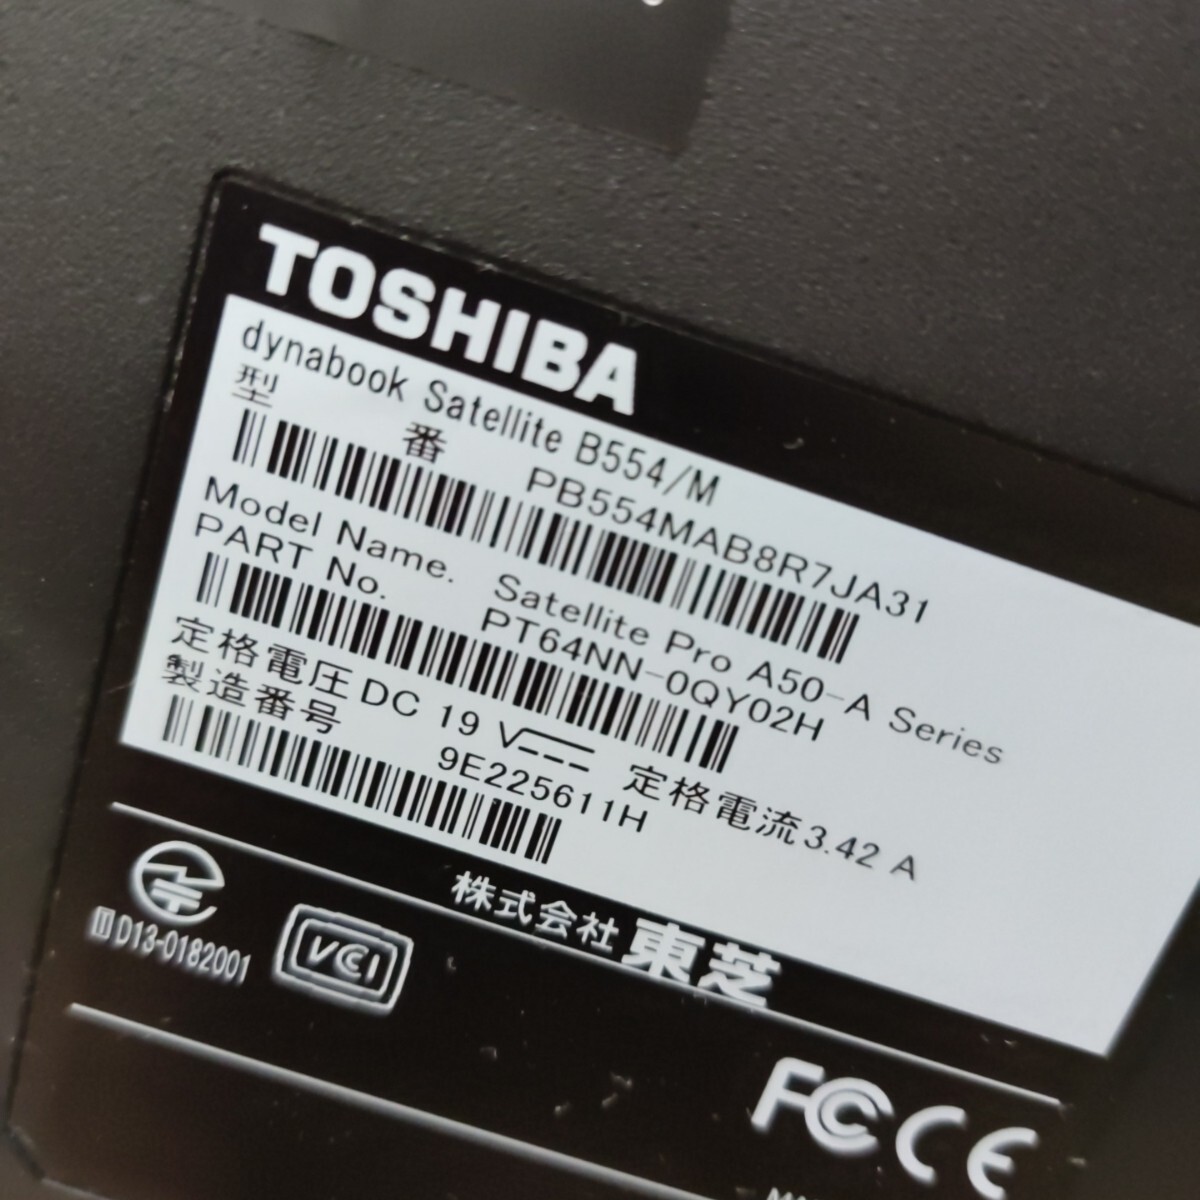 TOSHIBA
dynabook Satellite B554/M
型 番 PB554MAB8R7JA31
Model Name. Satellite Pro A50-A Series
PART No. PT64NN-0QY02H
定格電圧 DC 19 V 定格電流 3.42 A
製造番号 9E225611H
株式会社 東芝
D13-0182001
VCI
FC CE